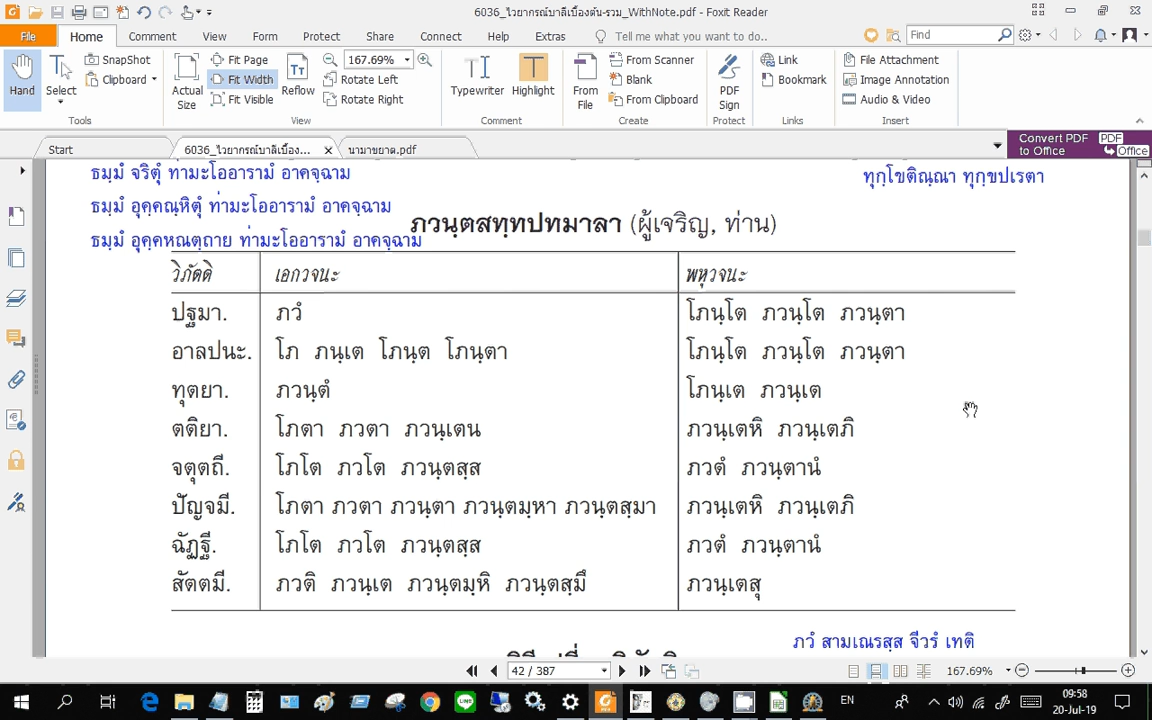 6036_ไวยากรณ์บาลีเบื้องต้น-รวม_WithNote.pdf - Foxit Reader
File Home Comment View Form Protect Share Connect Help Extras Tell me what you want to do.. Find
Hand Select SnapShot Clipboard Actual Size Fit Page Fit Width Fit Visible Reflow 167.69% Rotate Left Rotate Right Typewriter Highlight From File From Scanner Blank From Clipboard PDF Sign Link Bookmark File Attachment Image Annotation Audio & Video
Tools View Comment Create Protect Links Insert
Start 6036_ไวยากรณ์บาลีเบื้อง... นามาขยาด.pdf Convert PDF to Office PDF Office
ธมฺมํ จริตุํ ทามะโออารามํ อาคจฺฉาม ทุกฺโขติณฺณา ทุกฺขปเรตา
ธมฺมํ อุคฺคณฺหิตุํ ท่ามะโออารามํ อาคจฺฉาม
ภวนฺตสทฺทปทมาลา (ผู้เจริญ, ท่าน)
ธมฺมํ อุคฺคหณตฺถาย ท่ามะโออารามํ อาคจฺฉาม
วิภัตติ เอกวจนะ พหุวจนะ
ปฐมา. ภวํ โภนฺโต ภวนฺโต ภวนฺตา
อาลปนะ. โภ ภนฺเต โภนฺต โภนฺตา โภนฺโต ภวนฺโต ภวนฺตา
ทุตยา. ภวนฺตํ โภนฺเต ภวนฺเต
ตติยา. โภตา ภวตา ภวนฺเตน ภวนฺเตหิ ภวนฺเตภิ
จตุตถี. โภโต ภวโต ภวนฺตสฺส ภวตํ ภวนฺตานํ
ปัญจมี. โภตา ภวตา ภวนฺตา ภวนฺตมฺหา ภวนฺตสฺมา ภวนฺเตหิ ภวนฺเตภิ
ฉัฏฐี. โภโต ภวโต ภวนฺตสฺส ภวตํ ภวนฺตานํ
สัตตมี. ภวติ ภวนฺเต ภวนฺตมฺหิ ภวนฺตสฺมึ ภวนฺเตสุ
ภวํ สามเณรสฺส จีวรํ เทติ
42 / 387 167.69%
EN 09:58
20-Jul-19